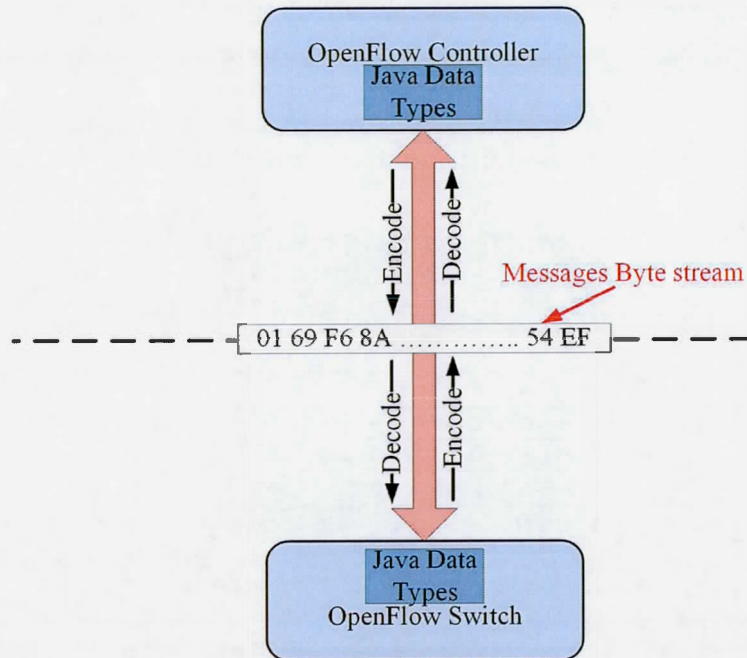 OpenFlow Controller
Java Data
Types
Encode
Decode
Messages Byte stream
01 69 F6 8A .............. 54 EF
Decode
Encode
Java Data
Types
OpenFlow Switch